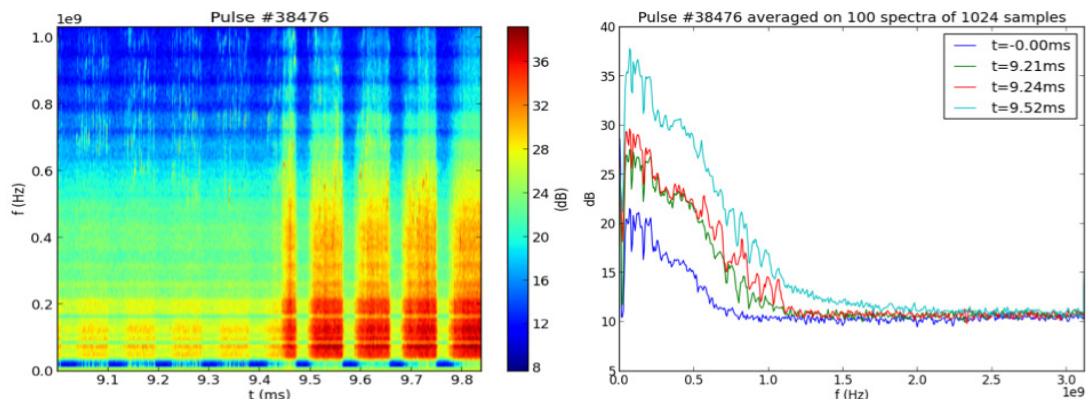 Pulse #38476
1.0
1e9
0.8
0.6
0.4
0.2
0.0
f (Hz)
9.1 9.2 9.3 9.4 9.5 9.6 9.7 9.8
t (ms)
36
32
28
24
20
16
12
8
(dB)
Pulse #38476 averaged on 100 spectra of 1024 samples
40
35
30
25
20
15
10
5
dB
t=-0.00ms
t=9.21ms
t=9.24ms
t=9.52ms
0.0 0.5 1.0 1.5 2.0 2.5 3.0
f (Hz)
1e9